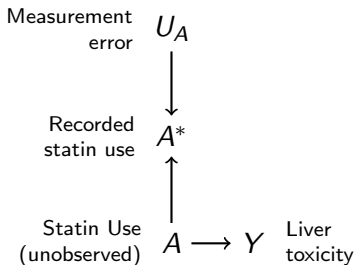 Measurement
error
U_A
Recorded
statin use
A*
Statin Use
(unobserved)
A
Y
Liver
toxicity